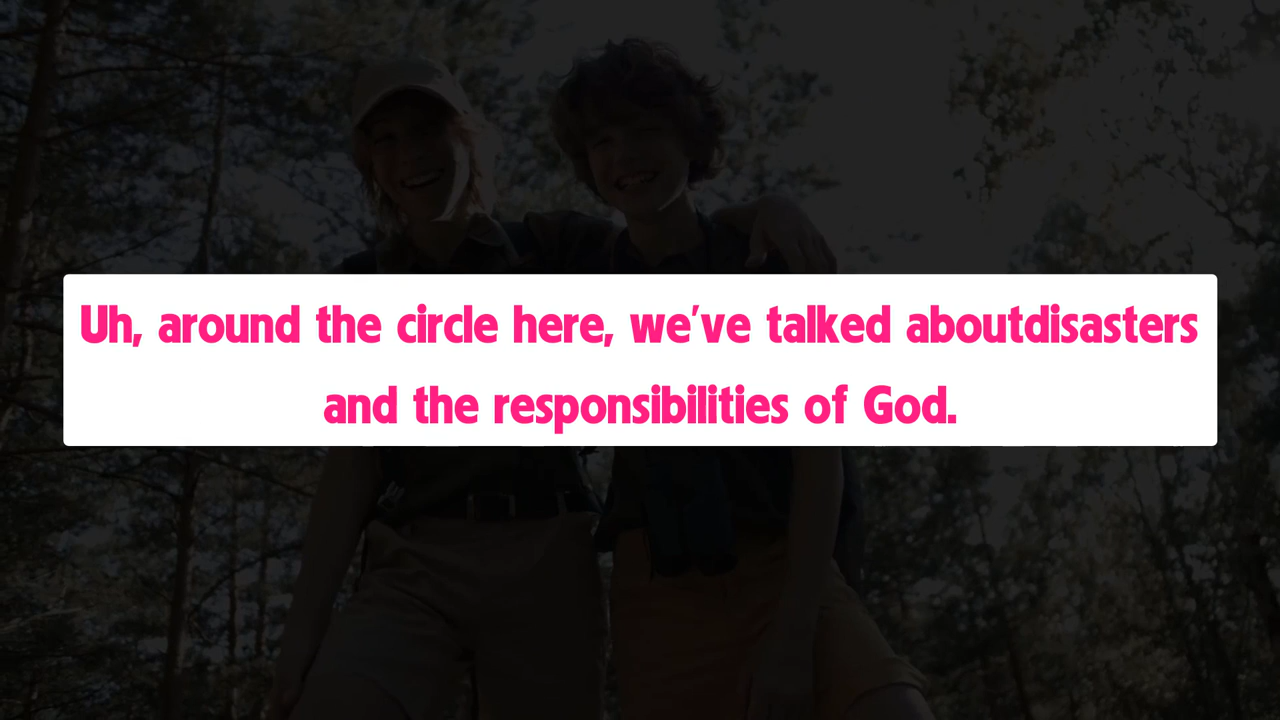 Uh, around the circle here, we've talked aboutdisasters
and the responsibilities of God.